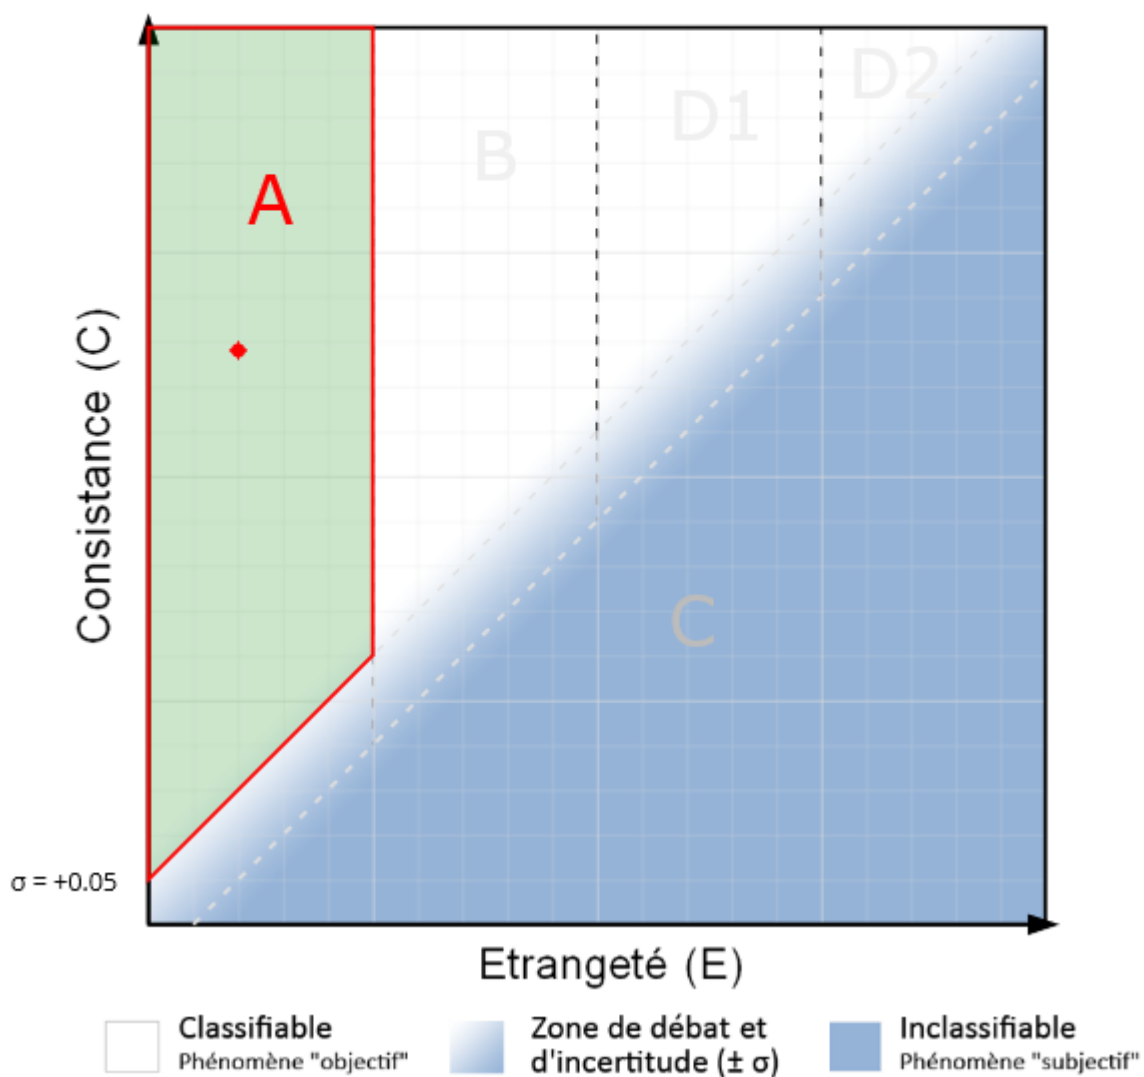 D2
D1
B
A
Consistance (C)
C
σ = +0.05
Etrangeté (E)
Classifiable
Phénomène "objectif"
Zone de débat et
d'incertitude (± σ)
Inclassifiable
Phénomène "subjectif"